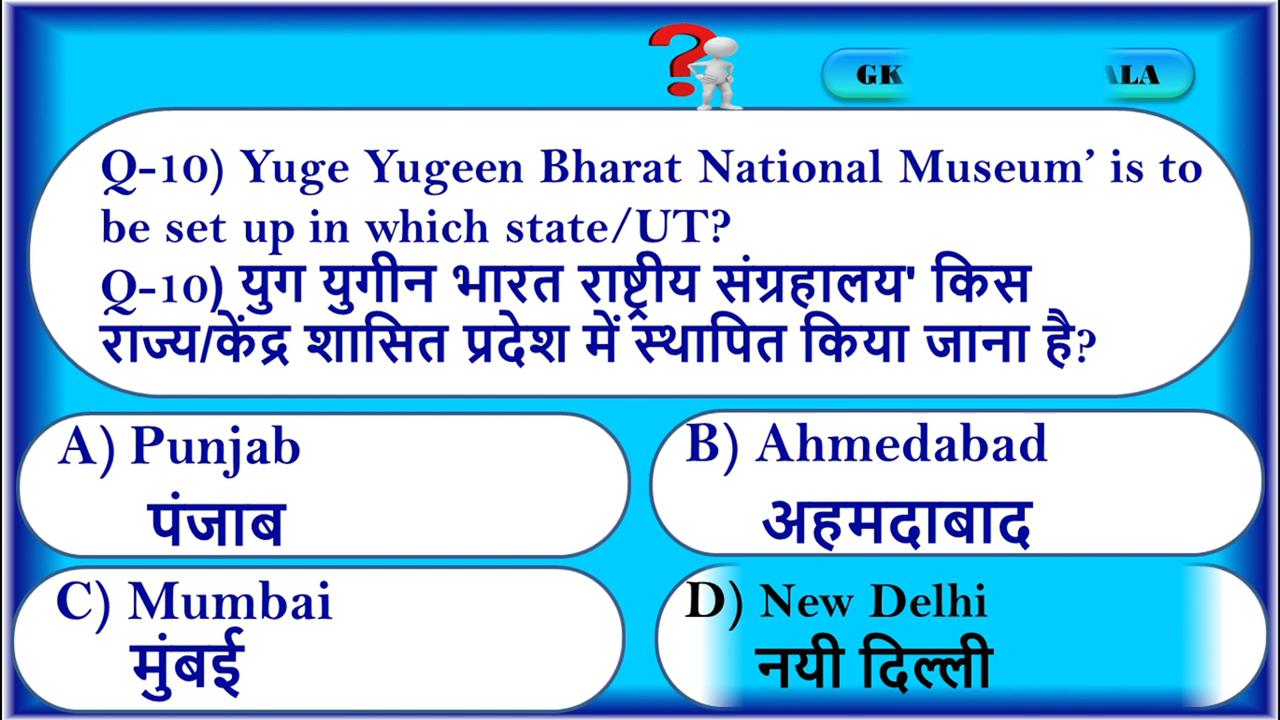 GK
ALA
Q-10) Yuge Yugeen Bharat National Museum’ is to
be set up in which state/UT?
Q-10) युग युगीन भारत राष्ट्रीय संग्रहालय' किस
राज्य/केंद्र शासित प्रदेश में स्थापित किया जाना है?
A) Punjab
पंजाब
B) Ahmedabad
अहमदाबाद
C) Mumbai
मुंबई
D) New Delhi
नयी दिल्ली